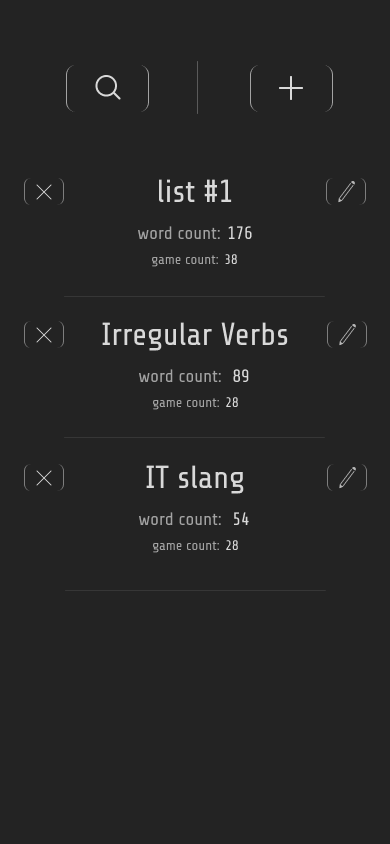 list #1
word count: 176
game count: 38
Irregular Verbs
word count: 89
game count: 28
IT slang
word count: 54
game count: 28